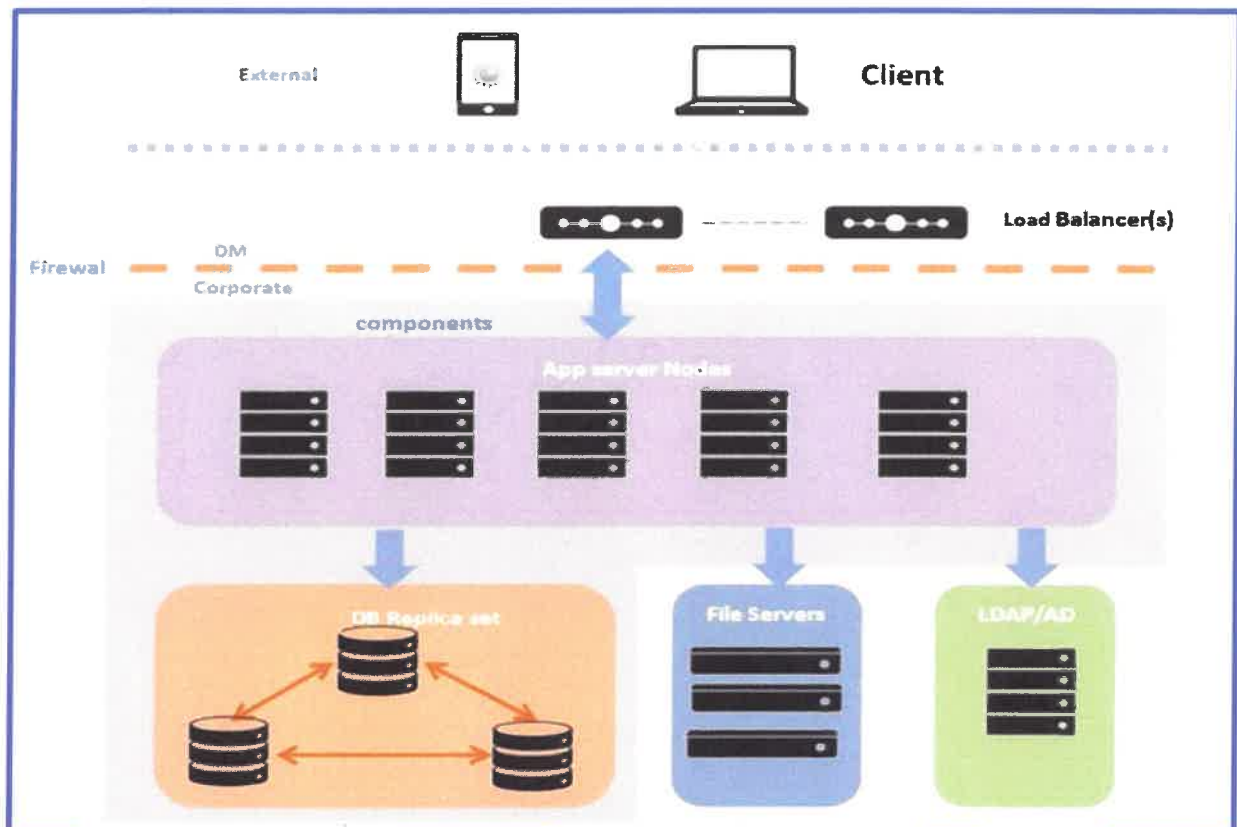 External
Client
Load Balancer(s)
DM
Firewal
Corporate
components
App server Nodes
DB Replica set
File Servers
LDAP/AD